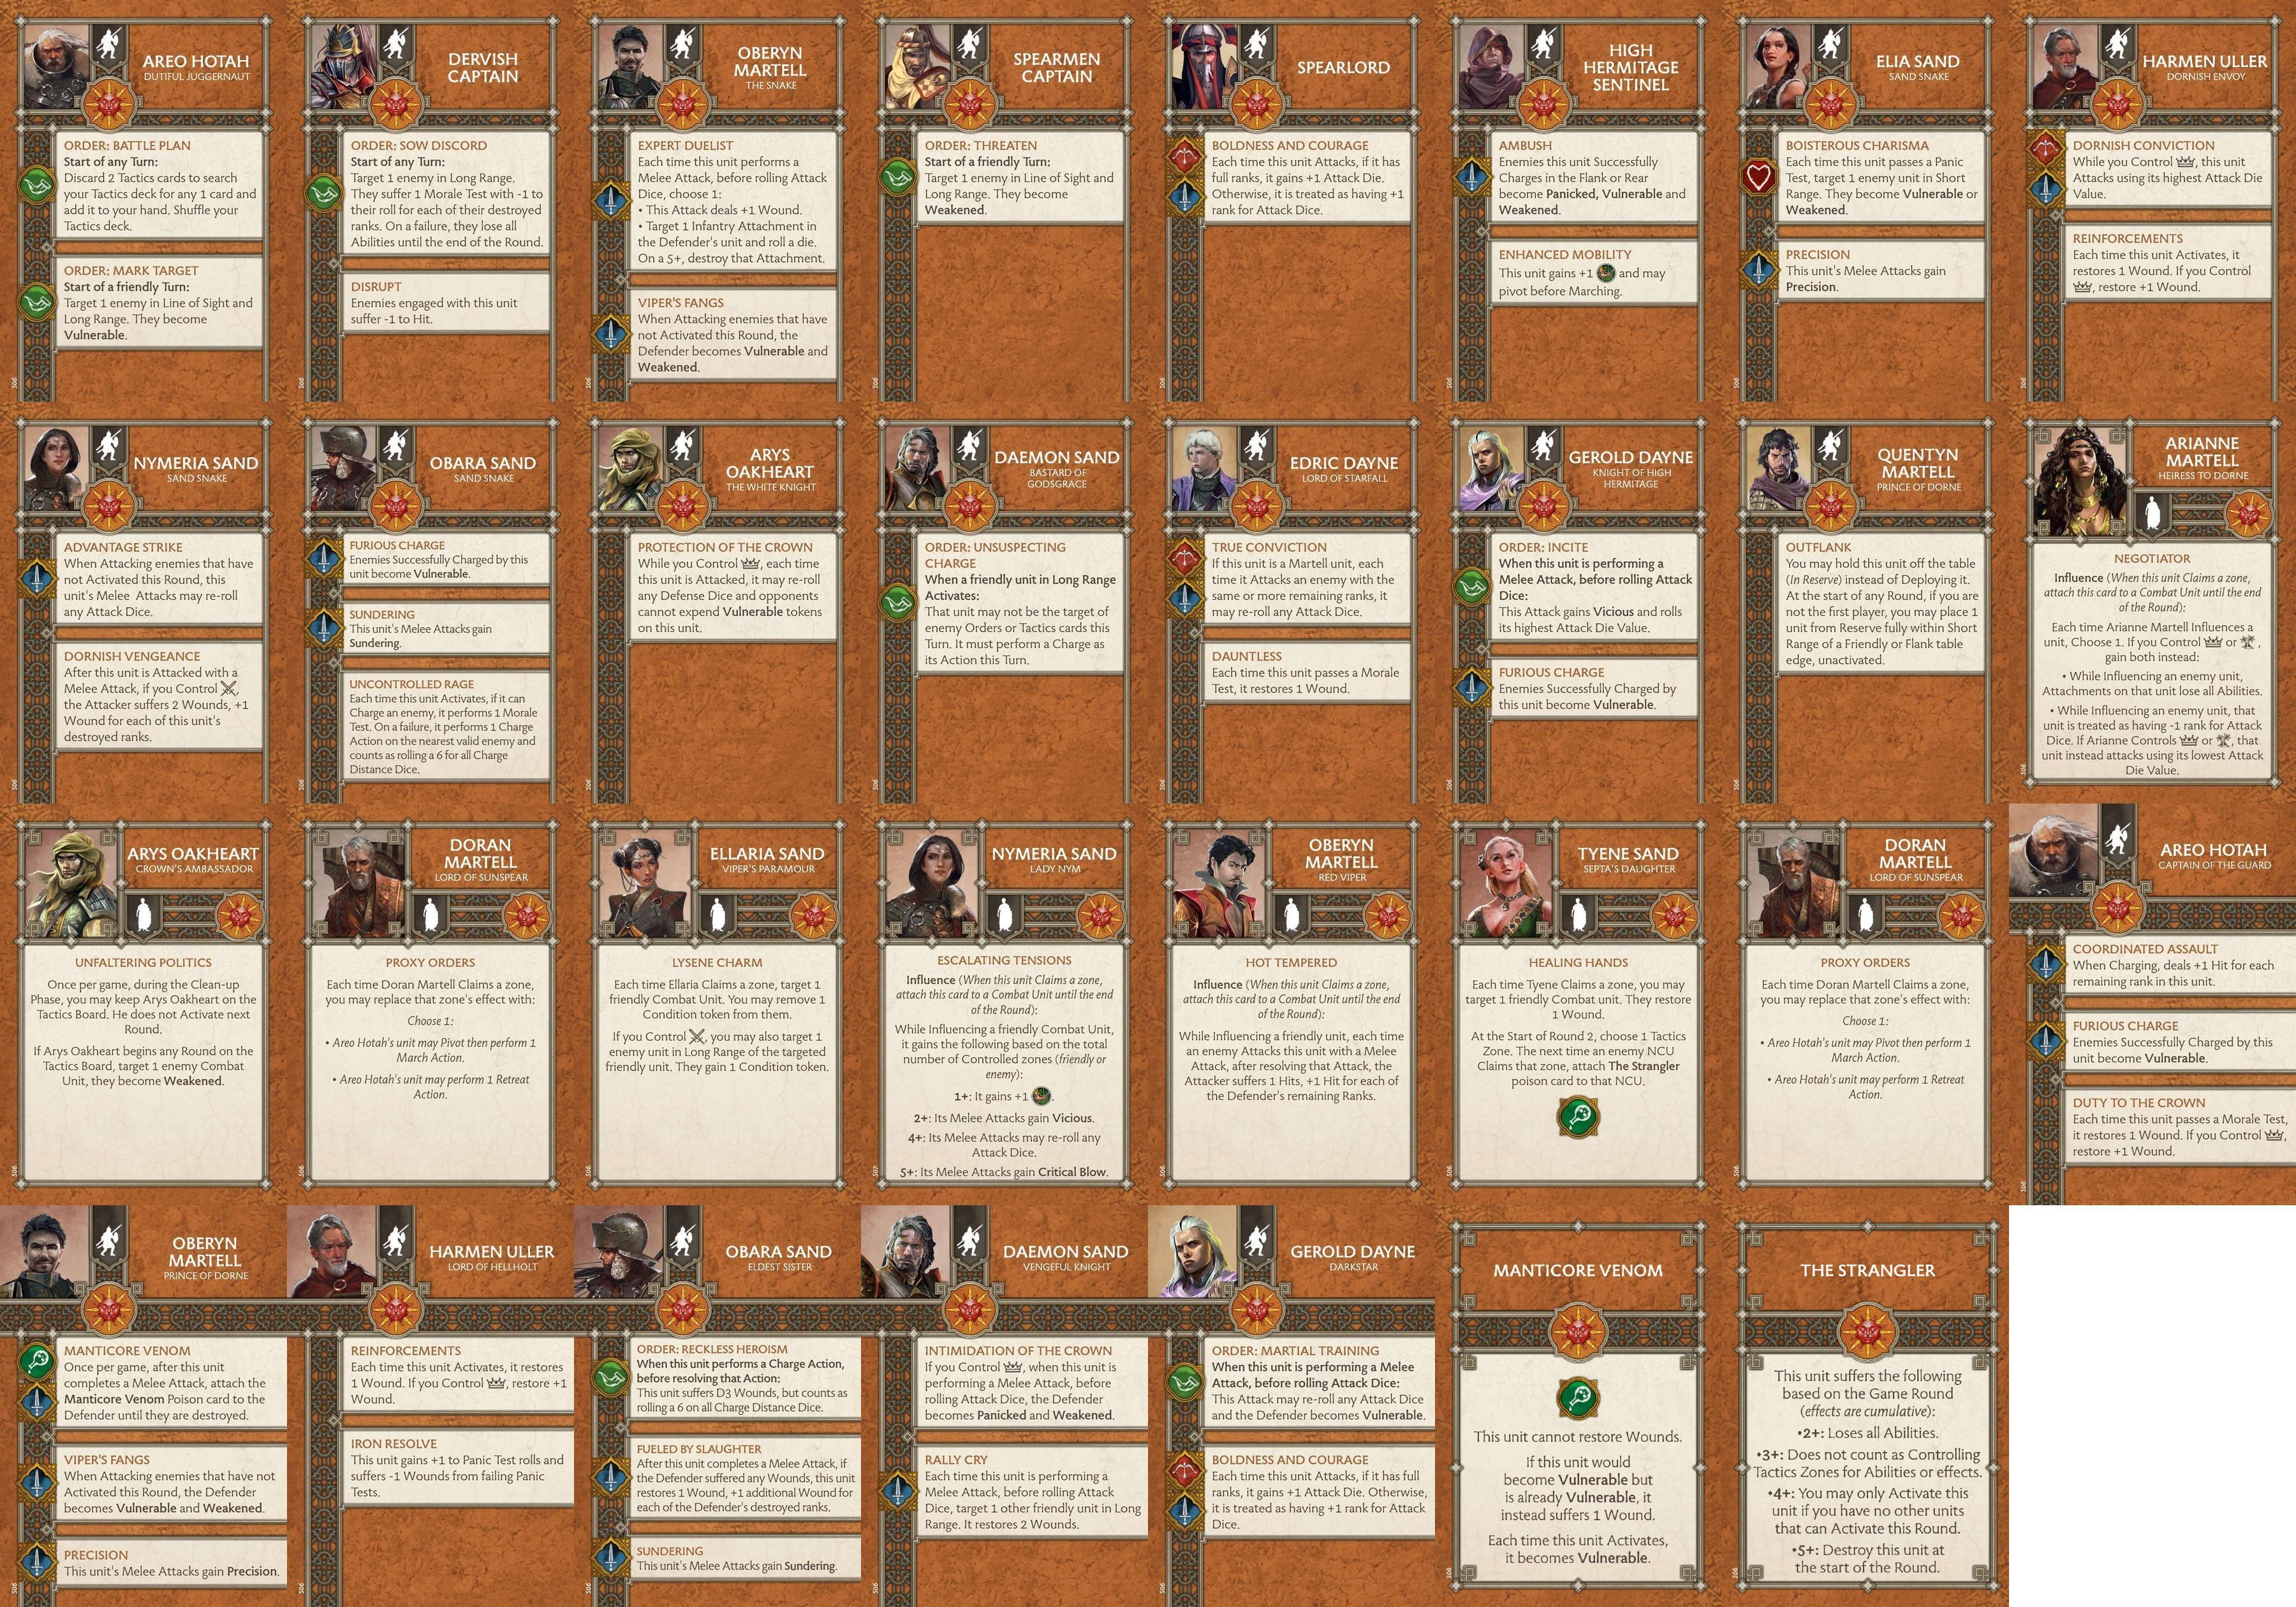 AREO HOTAH
DUTIFUL JUGGERNAUT
ORDER: BATTLE PLAN
Start of any Turn:
Discard 2 Tactics cards to search
your Tactics deck for any 1 card and
add it to your hand. Shuffle your
Tactics deck.
ORDER: MARK TARGET
Start of a friendly Turn:
Target 1 enemy in Line of Sight and
Long Range. They become
Vulnerable.
S06
DERVISH
CAPTAIN
ORDER: SOW DISCORD
Start of any Turn:
Target 1 enemy in Long Range.
They suffer 1 Morale Test with -1 to
their roll for each of their destroyed
ranks. On a failure, they lose all
Abilities until the end of the Round.
DISRUPT
Enemies engaged with this unit
suffer -1 to Hit.
S06
OBERYN
MARTELL
THE SNAKE
EXPERT DUELIST
Each time this unit performs a
Melee Attack, before rolling Attack
Dice, choose 1:
• This Attack deals +1 Wound.
• Target 1 Infantry Attachment in
the Defender's unit and roll a die.
On a 5+, destroy that Attachment.
VIPER'S FANGS
When Attacking enemies that have
not Activated this Round, the
Defender becomes Vulnerable and
Weakened.
S06
SPEARMEN
CAPTAIN
ORDER: THREATEN
Start of a friendly Turn:
Target 1 enemy in Line of Sight and
Long Range. They become
Weakened.
S06
SPEARLORD
BOLDNESS AND COURAGE
Each time this unit Attacks, if it has
full ranks, it gains +1 Attack Die.
Otherwise, it is treated as having +1
rank for Attack Dice.
S06
HIGH
HERMITAGE
SENTINEL
AMBUSH
Enemies this unit Successfully
Charges in the Flank or Rear
become Panicked, Vulnerable and
Weakened.
ENHANCED MOBILITY
This unit gains +1 and may
pivot before Marching.
S06
ELIA SAND
SAND SNAKE
BOISTEROUS CHARISMA
Each time this unit passes a Panic
Test, target 1 enemy unit in Short
Range. They become Vulnerable or
Weakened.
PRECISION
This unit's Melee Attacks gain
Precision.
S06
HARMEN ULLER
DORNISH ENVOY
DORNISH CONVICTION
While you Control , this unit
Attacks using its highest Attack Die
Value.
REINFORCEMENTS
Each time this unit Activates, it
restores 1 Wound. If you Control
, restore +1 Wound.
S06
NYMERIA SAND
SAND SNAKE
ADVANTAGE STRIKE
When Attacking enemies that have
not Activated this Round, this
unit's Melee Attacks may re-roll
any Attack Dice.
DORNISH VENGEANCE
After this unit is Attacked with a
Melee Attack, if you Control ,
the Attacker suffers 2 Wounds, +1
Wound for each of this unit's
destroyed ranks.
S06
OBARA SAND
SAND SNAKE
FURIOUS CHARGE
Enemies Successfully Charged by this
unit become Vulnerable.
SUNDERING
This unit's Melee Attacks gain
Sundering.
UNCONTROLLED RAGE
Each time this unit Activates, if it can
Charge an enemy, it performs 1 Morale
Test. On a failure, it performs 1 Charge
Action on the nearest valid enemy and
counts as rolling a 6 for all Charge
Distance Dice.
S06
ARYS
OAKHEART
THE WHITE KNIGHT
PROTECTION OF THE CROWN
While you Control , each time
this unit is Attacked, it may re-roll
any Defense Dice and opponents
cannot expend Vulnerable tokens
on this unit.
S06
DAEMON SAND
BASTARD OF
GODSGRACE
ORDER: UNSUSPECTING
CHARGE
When a friendly unit in Long Range
Activates:
That unit may not be the target of
enemy Orders or Tactics cards this
Turn. It must perform a Charge as
its Action this Turn.
S06
EDRIC DAYNE
LORD OF STARFALL
TRUE CONVICTION
If this unit is a Martell unit, each
time it Attacks an enemy with the
same or more remaining ranks, it
may re-roll any Attack Dice.
DAUNTLESS
Each time this unit passes a Morale
Test, it restores 1 Wound.
S06
GEROLD DAYNE
KNIGHT OF HIGH
HERMITAGE
ORDER: INCITE
When this unit is performing a
Melee Attack, before rolling Attack
Dice:
This Attack gains Vicious and rolls
its highest Attack Die Value.
FURIOUS CHARGE
Enemies Successfully Charged by
this unit become Vulnerable.
S06
QUENTYN
MARTELL
PRINCE OF DORNE
OUTFLANK
You may hold this unit off the table
(In Reserve) instead of Deploying it.
At the start of any Round, if you are
not the first player, you may place 1
unit from Reserve fully within Short
Range of a Friendly or Flank table
edge, unactivated.
S06
ARIANNE
MARTELL
HEIRESS TO DORNE
NEGOTIATOR
Influence (When this unit Claims a zone,
attach this card to a Combat Unit until the end
of the Round):
Each time Arianne Martell Influences a
unit, Choose 1. If you Control or ,
gain both instead:
• While Influencing an enemy unit,
Attachments on that unit lose all Abilities.
• While Influencing an enemy unit, that
unit is treated as having -1 rank for Attack
Dice. If Arianne Controls or , that
unit instead attacks using its lowest Attack
Die Value.
S06
ARYS OAKHEART
CROWN'S AMBASSADOR
UNFALTERING POLITICS
Once per game, during the Clean-up
Phase, you may keep Arys Oakheart on the
Tactics Board. He does not Activate next
Round.
If Arys Oakheart begins any Round on the
Tactics Board, target 1 enemy Combat
Unit, they become Weakened.
S06
DORAN
MARTELL
LORD OF SUNSPEAR
PROXY ORDERS
Each time Doran Martell Claims a zone,
you may replace that zone's effect with:
Choose 1:
• Areo Hotah's unit may Pivot then perform 1
March Action.
• Areo Hotah's unit may perform 1 Retreat
Action.
S06
ELLARIA SAND
VIPER'S PARAMOUR
LYSENE CHARM
Each time Ellaria Claims a zone, target 1
friendly Combat Unit. You may remove 1
Condition token from them.
If you Control , you may also target 1
enemy unit in Long Range of the targeted
friendly unit. They gain 1 Condition token.
S06
NYMERIA SAND
LADY NYM
ESCALATING TENSIONS
Influence (When this unit Claims a zone,
attach this card to a Combat Unit until the end
of the Round):
While Influencing a friendly Combat Unit,
it gains the following based on the total
number of Controlled zones (friendly or
enemy):
1+: It gains +1 .
2+: Its Melee Attacks gain Vicious.
4+: Its Melee Attacks may re-roll any
Attack Dice.
5+: Its Melee Attacks gain Critical Blow.
S07
OBERYN
MARTELL
RED VIPER
HOT TEMPERED
Influence (When this unit Claims a zone,
attach this card to a Combat Unit until the end
of the Round):
While Influencing a friendly unit, each time
an enemy Attacks this unit with a Melee
Attack, after resolving that Attack, the
Attacker suffers 1 Hits, +1 Hit for each of
the Defender's remaining Ranks.
S06
TYENE SAND
SEPTA'S DAUGHTER
HEALING HANDS
Each time Tyene Claims a zone, you may
target 1 friendly Combat unit. They restore
1 Wound.
At the Start of Round 2, choose 1 Tactics
Zone. The next time an enemy NCU
Claims that zone, attach The Strangler
poison card to that NCU.
S06
DORAN
MARTELL
LORD OF SUNSPEAR
PROXY ORDERS
Each time Doran Martell Claims a zone,
you may replace that zone's effect with:
Choose 1:
• Areo Hotah's unit may Pivot then perform 1
March Action.
• Areo Hotah's unit may perform 1 Retreat
Action.
S06
AREO HOTAH
CAPTAIN OF THE GUARD
COORDINATED ASSAULT
When Charging, deals +1 Hit for each
remaining rank in this unit.
FURIOUS CHARGE
Enemies Successfully Charged by this
unit become Vulnerable.
DUTY TO THE CROWN
Each time this unit passes a Morale Test,
it restores 1 Wound. If you Control ,
restore +1 Wound.
S06
OBERYN
MARTELL
PRINCE OF DORNE
MANTICORE VENOM
Once per game, after this unit
completes a Melee Attack, attach the
Manticore Venom Poison card to the
Defender until they are destroyed.
VIPER'S FANGS
When Attacking enemies that have not
Activated this Round, the Defender
becomes Vulnerable and Weakened.
PRECISION
This unit's Melee Attacks gain Precision.
S06
HARMEN ULLER
LORD OF HELLHOLT
REINFORCEMENTS
Each time this unit Activates, it restores
1 Wound. If you Control , restore +1
Wound.
IRON RESOLVE
This unit gains +1 to Panic Test rolls and
suffers -1 Wounds from failing Panic
Tests.
S06
OBARA SAND
ELDEST SISTER
ORDER: RECKLESS HEROISM
When this unit performs a Charge Action,
before resolving that Action:
This unit suffers D3 Wounds, but counts as
rolling a 6 on all Charge Distance Dice.
FUELED BY SLAUGHTER
After this unit completes a Melee Attack, if
the Defender suffered any Wounds, this unit
restores 1 Wound, +1 additional Wound for
each of the Defender's destroyed ranks.
SUNDERING
This unit's Melee Attacks gain Sundering.
S06
DAEMON SAND
VENGEFUL KNIGHT
INTIMIDATION OF THE CROWN
If you Control , when this unit is
performing a Melee Attack, before
rolling Attack Dice, the Defender
becomes Panicked and Weakened.
RALLY CRY
Each time this unit is performing a
Melee Attack, before rolling Attack
Dice, target 1 other friendly unit in Long
Range. It restores 2 Wounds.
S06
GEROLD DAYNE
DARKSTAR
ORDER: MARTIAL TRAINING
When this unit is performing a Melee
Attack, before rolling Attack Dice:
This Attack may re-roll any Attack Dice
and the Defender becomes Vulnerable.
BOLDNESS AND COURAGE
Each time this unit Attacks, if it has full
ranks, it gains +1 Attack Die. Otherwise,
it is treated as having +1 rank for Attack
Dice.
S06
MANTICORE VENOM
This unit cannot restore Wounds.
If this unit would
become Vulnerable but
is already Vulnerable, it
instead suffers 1 Wound.
Each time this unit Activates,
it becomes Vulnerable.
S06
THE STRANGLER
This unit suffers the following
based on the Game Round
(effects are cumulative):
•2+: Loses all Abilities.
•3+: Does not count as Controlling
Tactics Zones for Abilities or effects.
•4+: You may only Activate this
unit if you have no other units
that can Activate this Round.
•5+: Destroy this unit at
the start of the Round.
S06